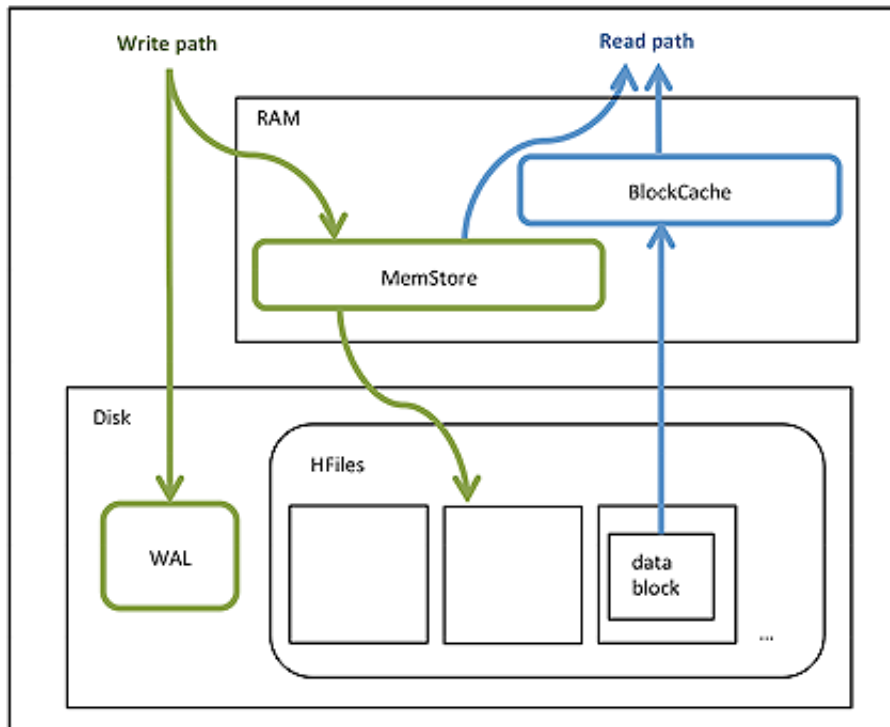 Write path
Read path
RAM
BlockCache
MemStore
Disk
HFiles
WAL
data
block
...